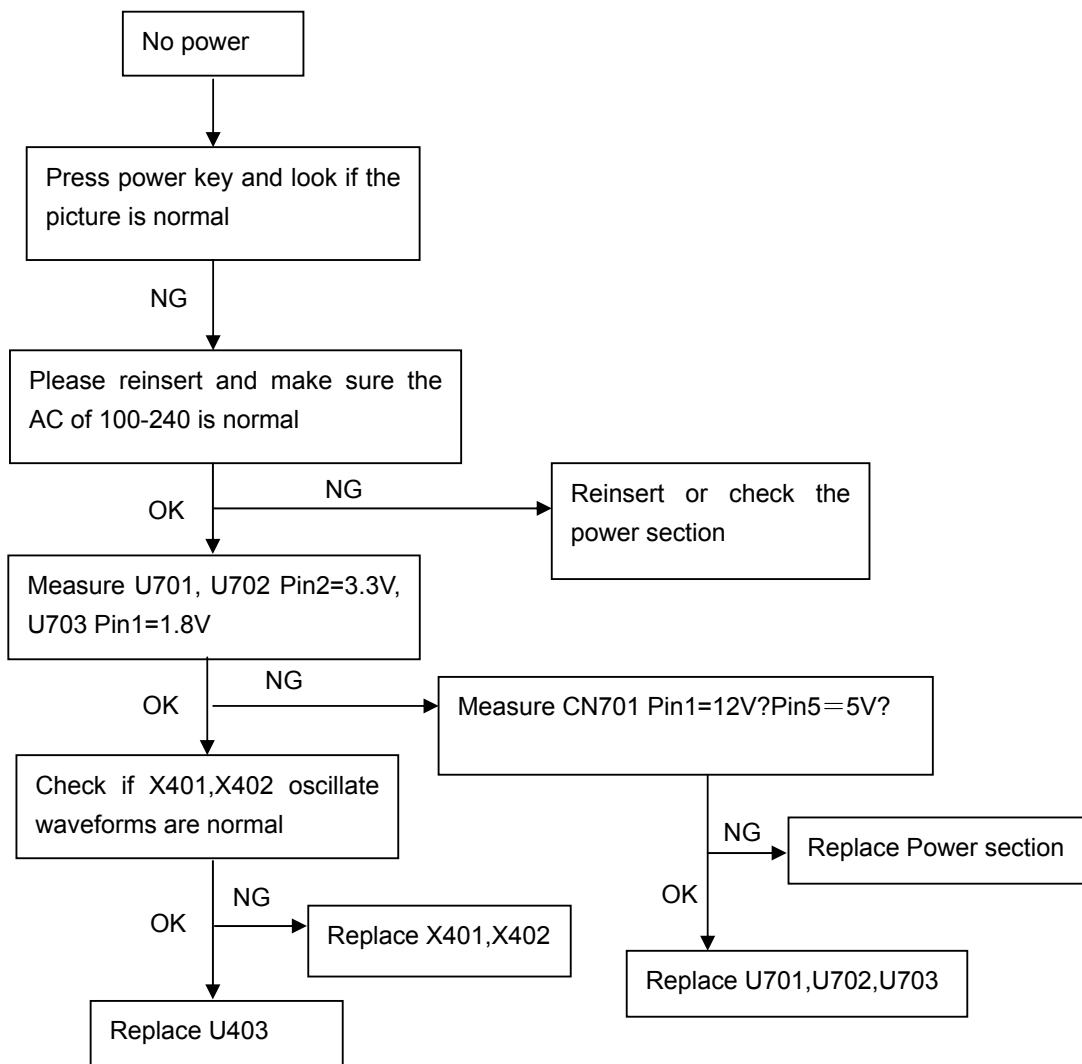 No power
Press power key and look if the
picture is normal
NG
Please reinsert and make sure the
AC of 100-240 is normal
NG
OK
Reinsert or check the
power section
Measure U701, U702 Pin2=3.3V,
U703 Pin1=1.8V
NG
OK
Measure CN701 Pin1=12V?Pin5＝5V?
Check if X401,X402 oscillate
waveforms are normal
NG
Replace Power section
OK
NG
OK
Replace X401,X402
Replace U701,U702,U703
Replace U403